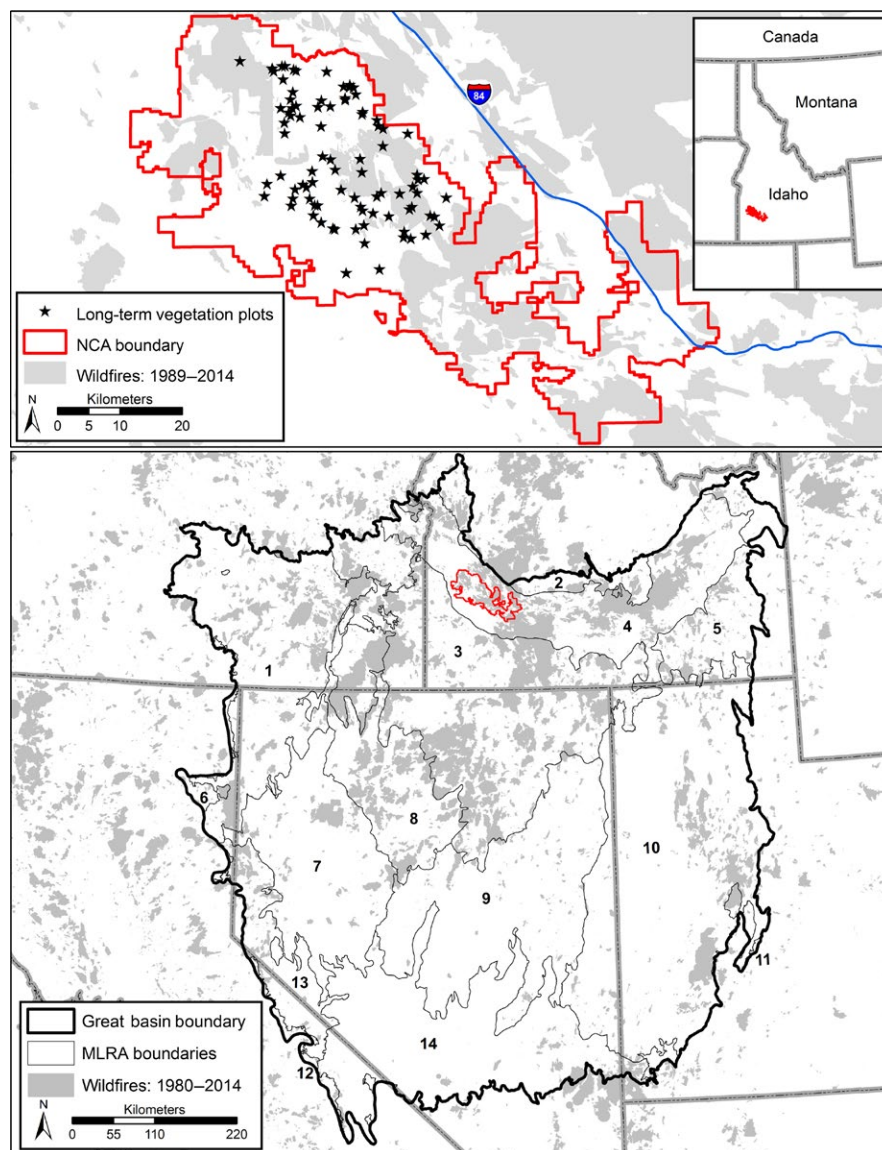 Canada
Montana
Idaho
84
Long-term vegetation plots
NCA boundary
Wildfires: 1989–2014
N
Kilometers
0 5 10 20
1
2
3
4
5
6
7
8
9
10
11
12
13
14
Great basin boundary
MLRA boundaries
Wildfires: 1980–2014
N
Kilometers
0 55 110 220